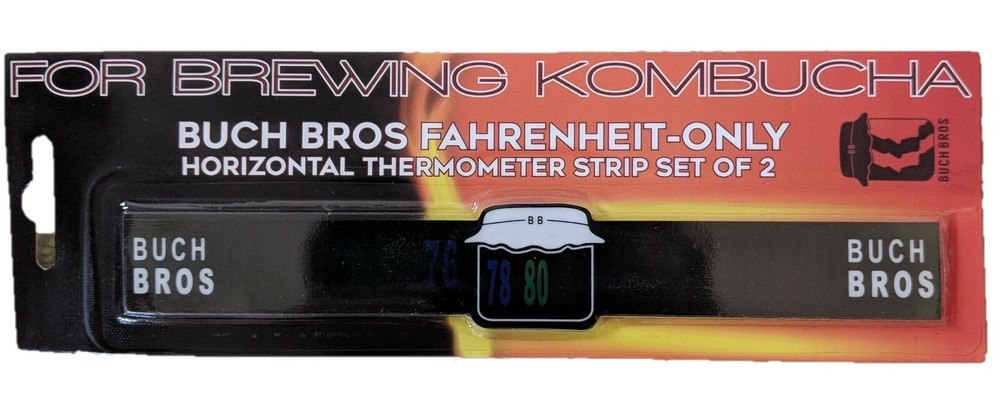 FOR BREWING KOMBUCHA
BUCH BROS FAHRENHEIT-ONLY
HORIZONTAL THERMOMETER STRIP SET OF 2
BUCH BROS
BB
BUCH
BROS
76 78 80
BUCH
BROS